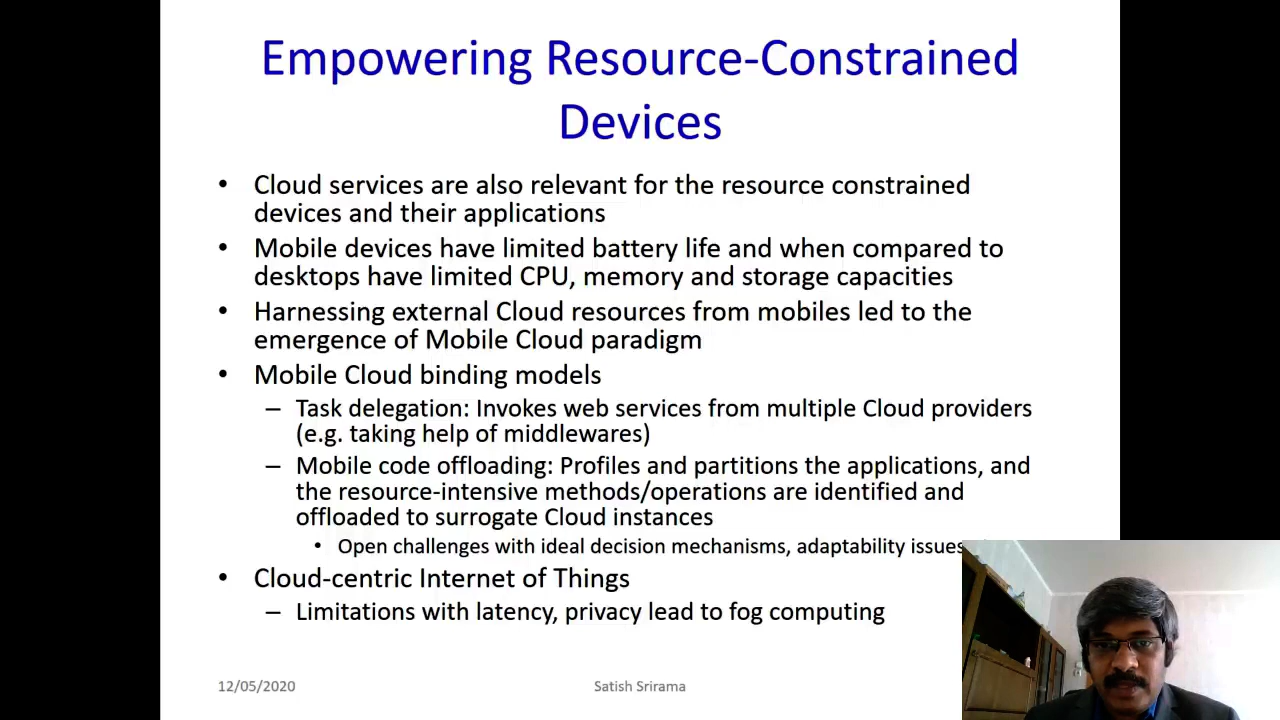 Empowering Resource-Constrained
Devices
• Cloud services are also relevant for the resource constrained
devices and their applications
• Mobile devices have limited battery life and when compared to
desktops have limited CPU, memory and storage capacities
• Harnessing external Cloud resources from mobiles led to the
emergence of Mobile Cloud paradigm
• Mobile Cloud binding models
– Task delegation: Invokes web services from multiple Cloud providers
(e.g. taking help of middlewares)
– Mobile code offloading: Profiles and partitions the applications, and
the resource-intensive methods/operations are identified and
offloaded to surrogate Cloud instances
• Open challenges with ideal decision mechanisms, adaptability issues
• Cloud-centric Internet of Things
– Limitations with latency, privacy lead to fog computing
12/05/2020
Satish Srirama